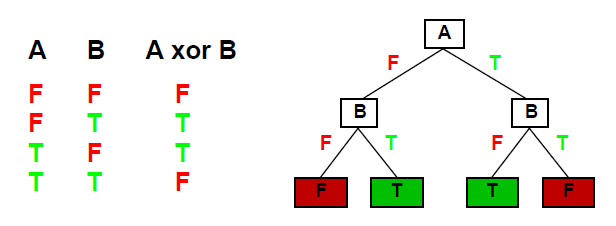 A B A xor B
F F F
F T T
T F T
T T F
A
F T
B B
F T F T
F T T F